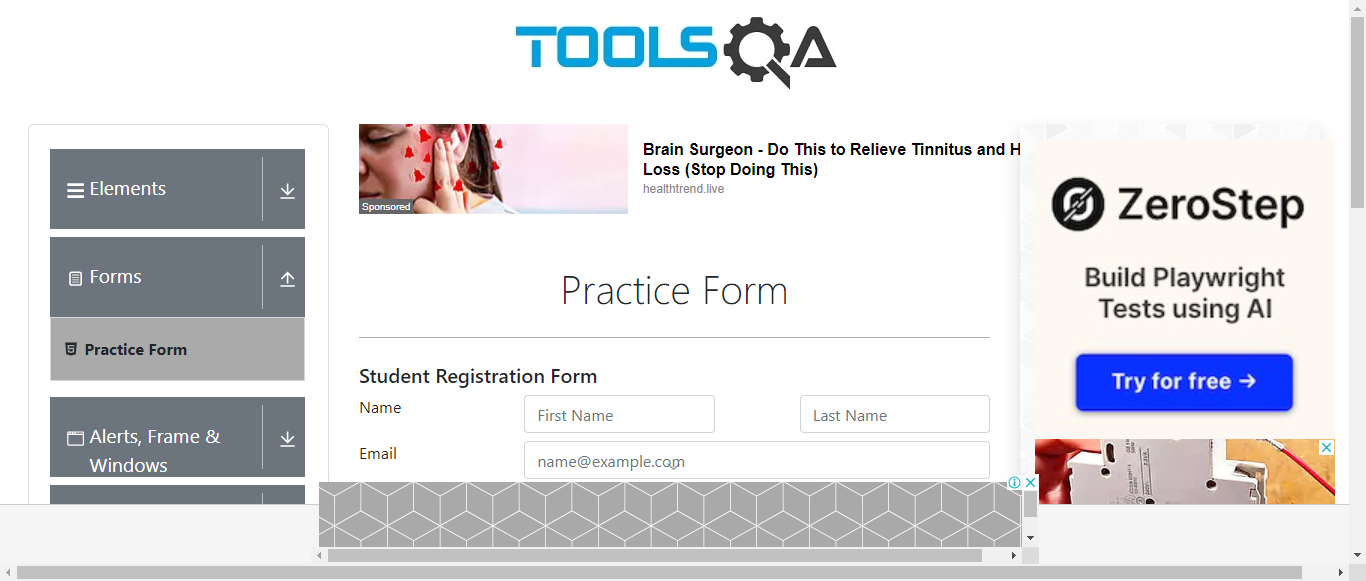 TOOLSQA
Elements
Forms
Practice Form
Alerts, Frame &
Windows
Sponsored
Brain Surgeon - Do This to Relieve Tinnitus and H
Loss (Stop Doing This)
healthtrend.live
Practice Form
Student Registration Form
Name
First Name
Last Name
Email
name@example.com
ZeroStep
Build Playwright
Tests using AI
Try for free →